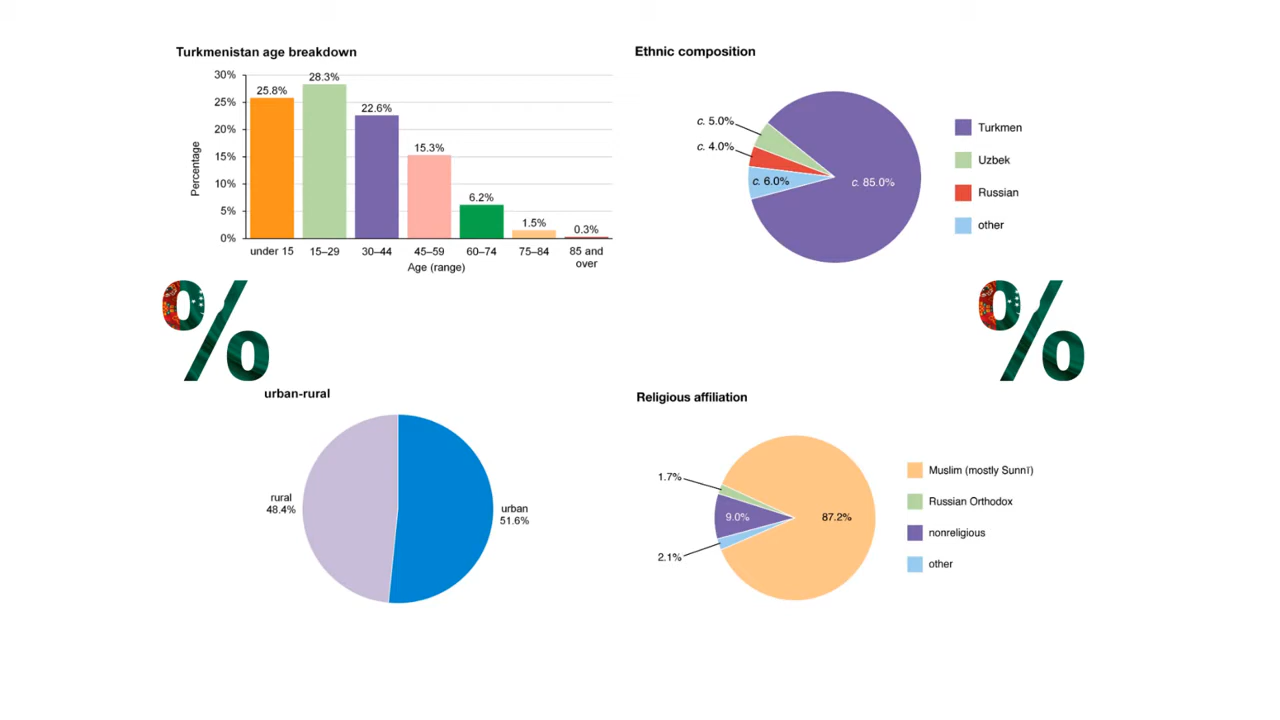 Turkmenistan age breakdown
30%
25%
20%
15%
10%
5%
0%
Percentage
25.8%
28.3%
22.6%
15.3%
6.2%
1.5%
0.3%
under 15
15–29
30–44
45–59
60–74
75–84
85 and
over
Age (range)
Ethnic composition
c. 5.0%
c. 4.0%
c. 6.0%
c. 85.0%
Turkmen
Uzbek
Russian
other
%
%
urban-rural
rural
48.4%
urban
51.6%
Religious affiliation
1.7%
9.0%
2.1%
87.2%
Muslim (mostly Sunnī)
Russian Orthodox
nonreligious
other